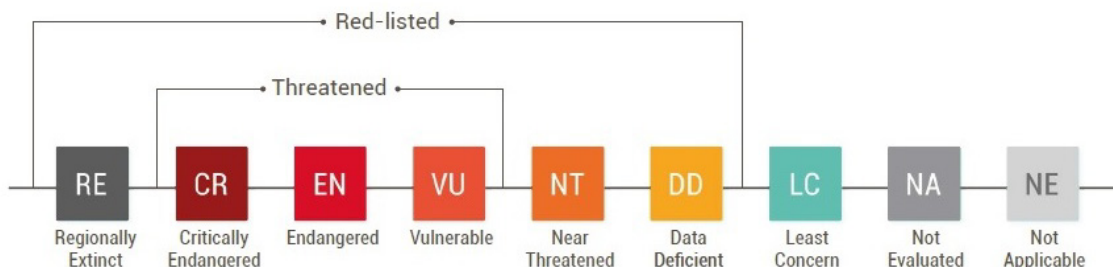 Red-listed
Threatened
RE CR EN VU NT DD LC NA NE
Regionally Critically Endangered Vulnerable Near Data Least Not Not
Extinct Endangered Threatened Deficient Concern Evaluated Applicable